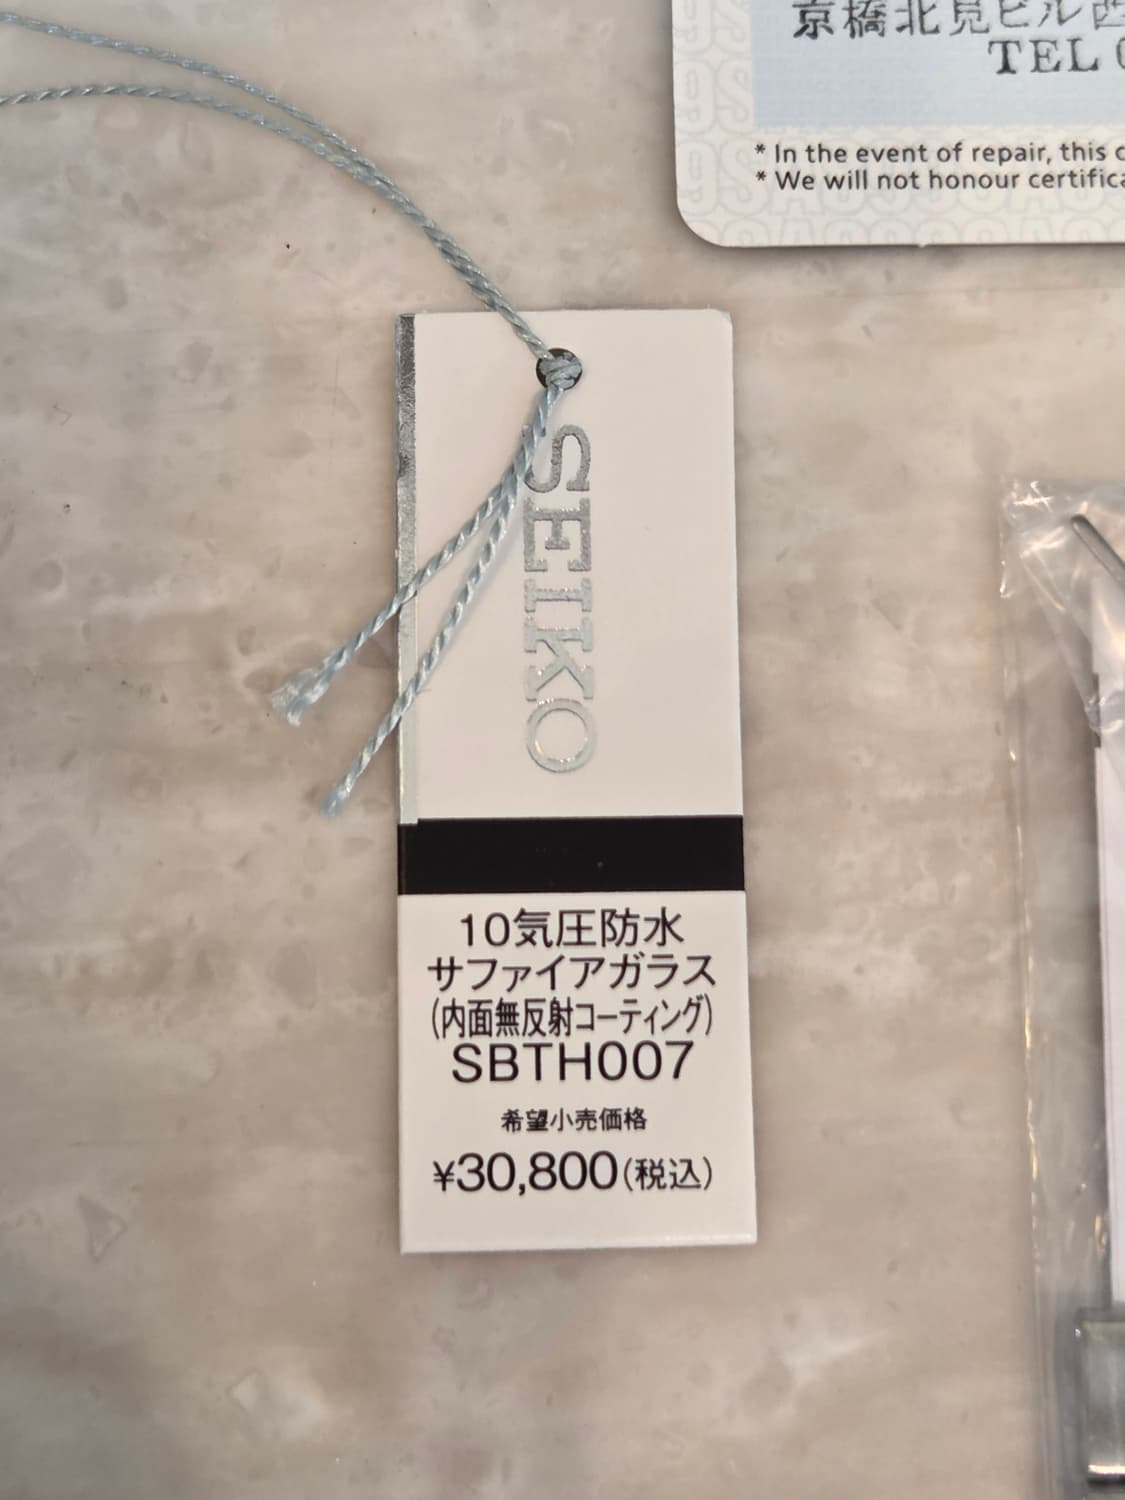 京橋北見ビル西
TEL 0
* In the event of repair, this c
* We will not honour certifica
SEIKO
10気圧防水
サファイアガラス
(内面無反射コーティング)
SBTH007
希望小売価格
¥30,800(税込)